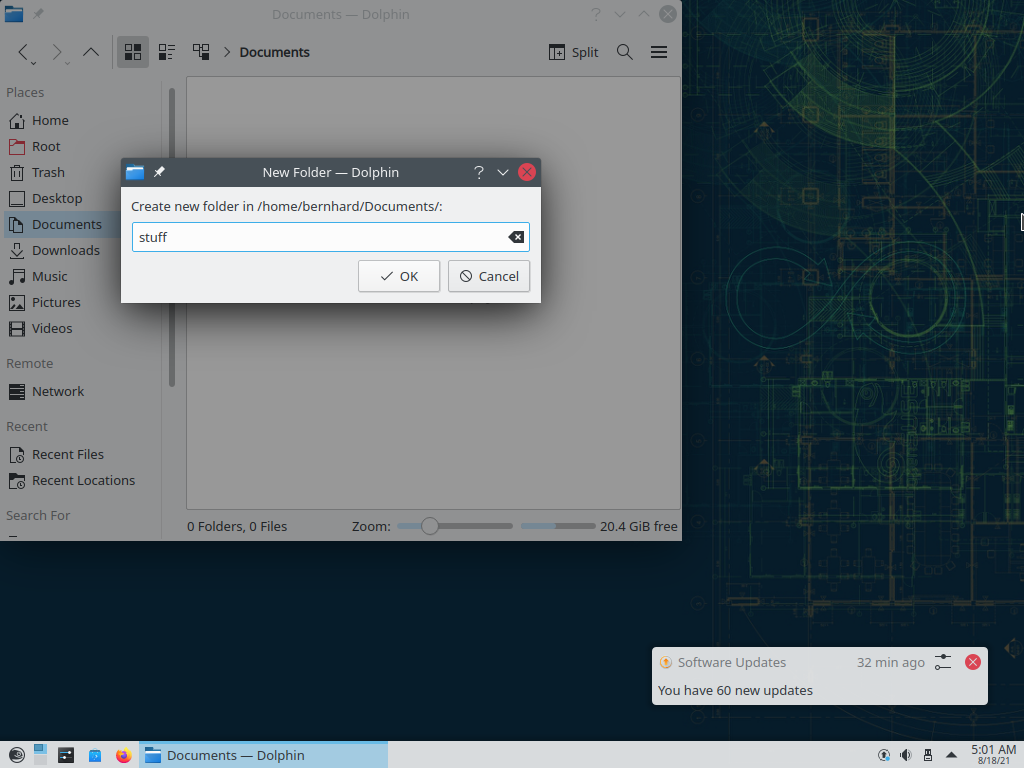 Documents — Dolphin
Documents
Split
Places
Home
Root
Trash
Desktop
Documents
Downloads
Music
Pictures
Videos
Remote
Network
Recent
Recent Files
Recent Locations
Search For
New Folder — Dolphin
Create new folder in /home/bernhard/Documents/:
stuff
OK
Cancel
0 Folders, 0 Files
Zoom:
20.4 GiB free
Software Updates
32 min ago
You have 60 new updates
Documents — Dolphin
5:01 AM
8/18/21